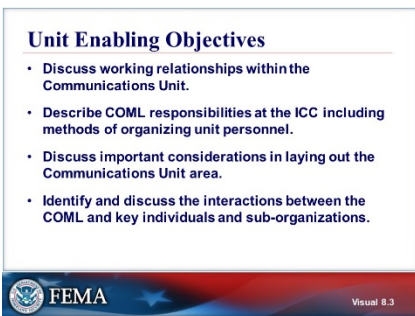 Unit Enabling Objectives
• Discuss working relationships within the
Communications Unit.
• Describe COML responsibilities at the ICC including
methods of organizing unit personnel.
• Discuss important considerations in laying out the
Communications Unit area.
• Identify and discuss the interactions between the
COML and key individuals and sub-organizations.
FEMA
Visual 8.3